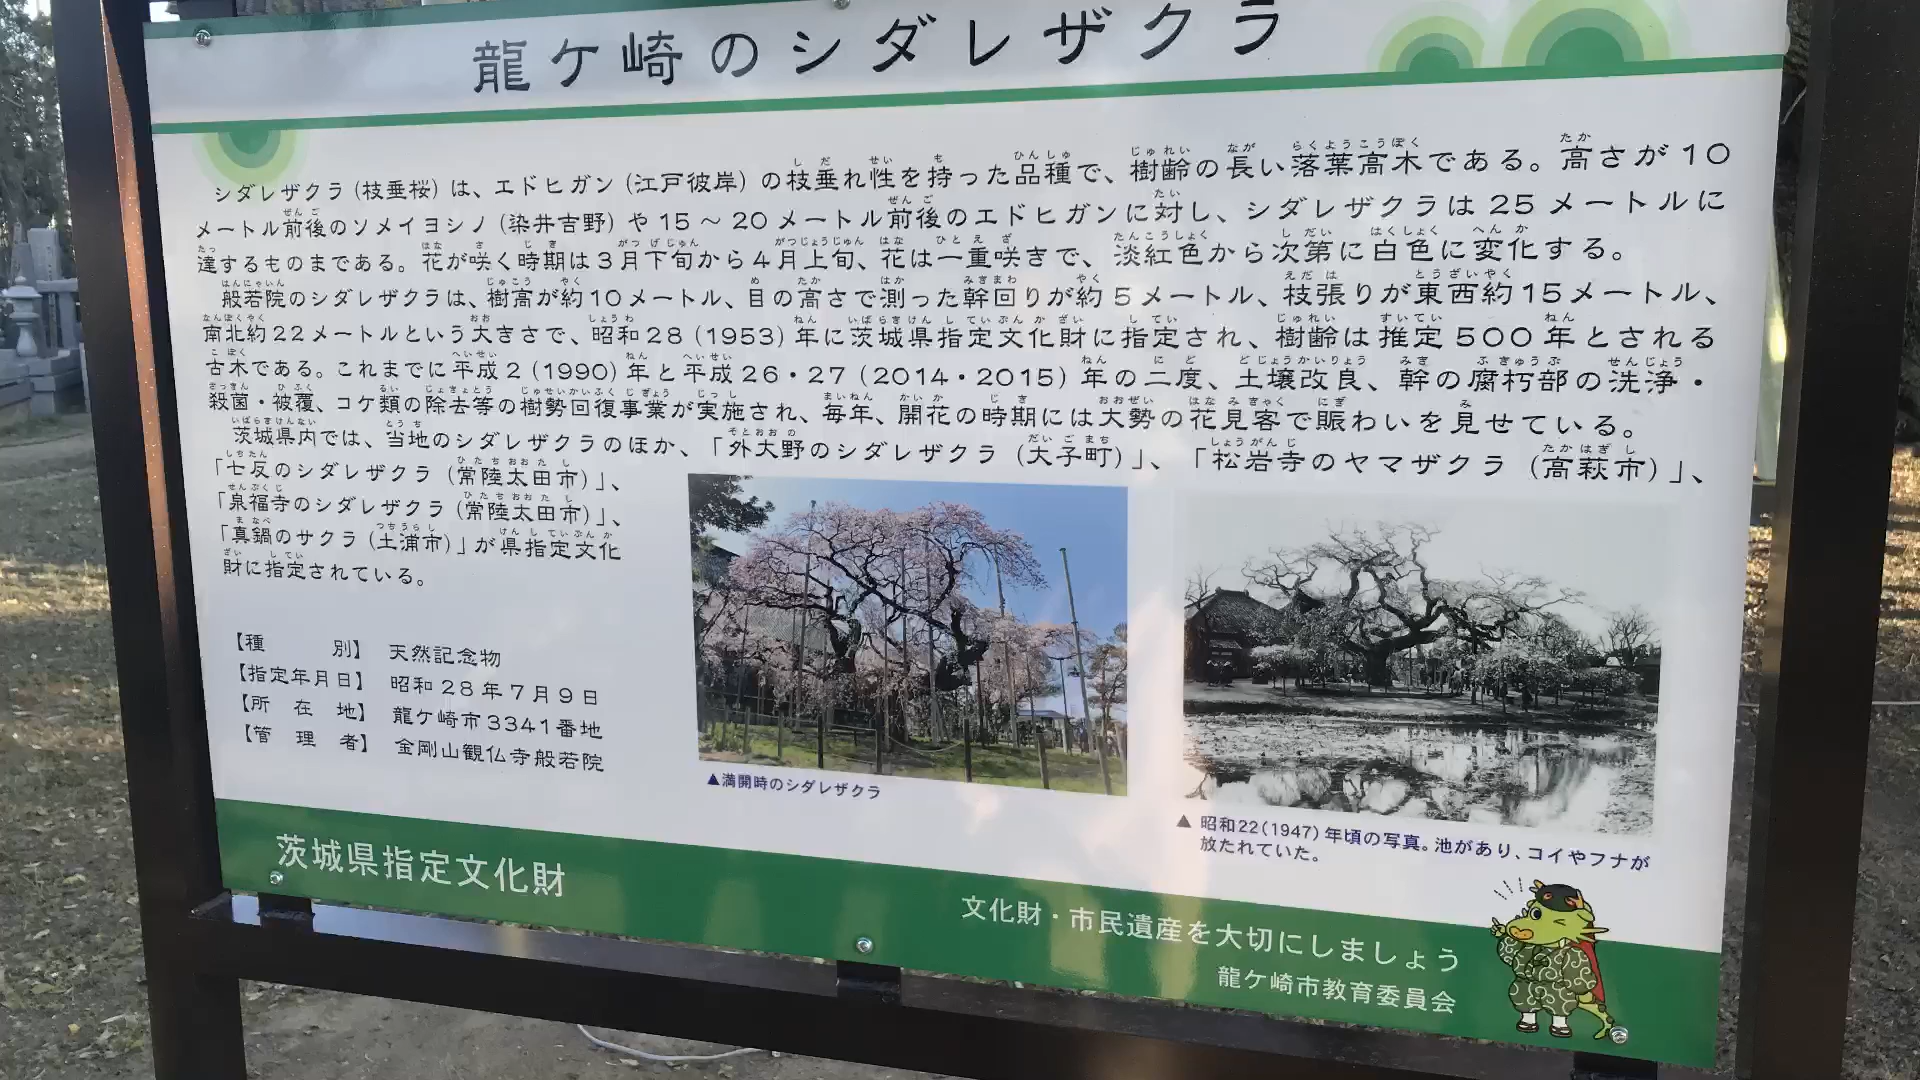 龍ケ崎のシダレザクラ
シダレザクラ(枝垂桜)は、エドヒガン(江戸彼岸)の枝垂れ性を持った品種で、樹齢の長い落葉高木である。高さが10
メートル前後のソメイヨシノ(染井吉野)や15～20メートル前後のエドヒガンに対し、シダレザクラは25メートルに
達するものまである。花が咲く時期は3月下旬から4月上旬、花は一重咲きで、淡紅色から次第に白色に変化する。
般若院のシダレザクラは、樹高が約10メートル、目の高さで測った幹回りが約5メートル、枝張りが東西約15メートル、
南北約22メートルという大きさで、昭和28(1953)年に茨城県指定文化財に指定され、樹齢は推定500年とされる
古木である。これまでに平成2(1990)年と平成26・27(2014・2015)年の二度、土壌改良、幹の腐朽部の洗浄・
殺菌・被覆、コケ類の除去等の樹勢回復事業が実施され、毎年、開花の時期には大勢の花見客で賑わいを見せている。
茨城県内では、当地のシダレザクラのほか、「外大野のシダレザクラ(大子町)」、「松岩寺のヤマザクラ(高萩市)」、
「七反のシダレザクラ(常陸太田市)」、
「泉福寺のシダレザクラ(常陸太田市)」、
「真鍋のサクラ(土浦市)」が県指定文化
財に指定されている。
【種 別】 天然記念物
【指定年月日】 昭和28年7月9日
【所 在 地】 龍ケ崎市3341番地
【管 理 者】 金剛山観仏寺般若院
▲満開時のシダレザクラ
▲昭和22(1947)年頃の写真。池があり、コイやフナが
放たれていた。
茨城県指定文化財
文化財・市民遺産を大切にしましょう
龍ケ崎市教育委員会